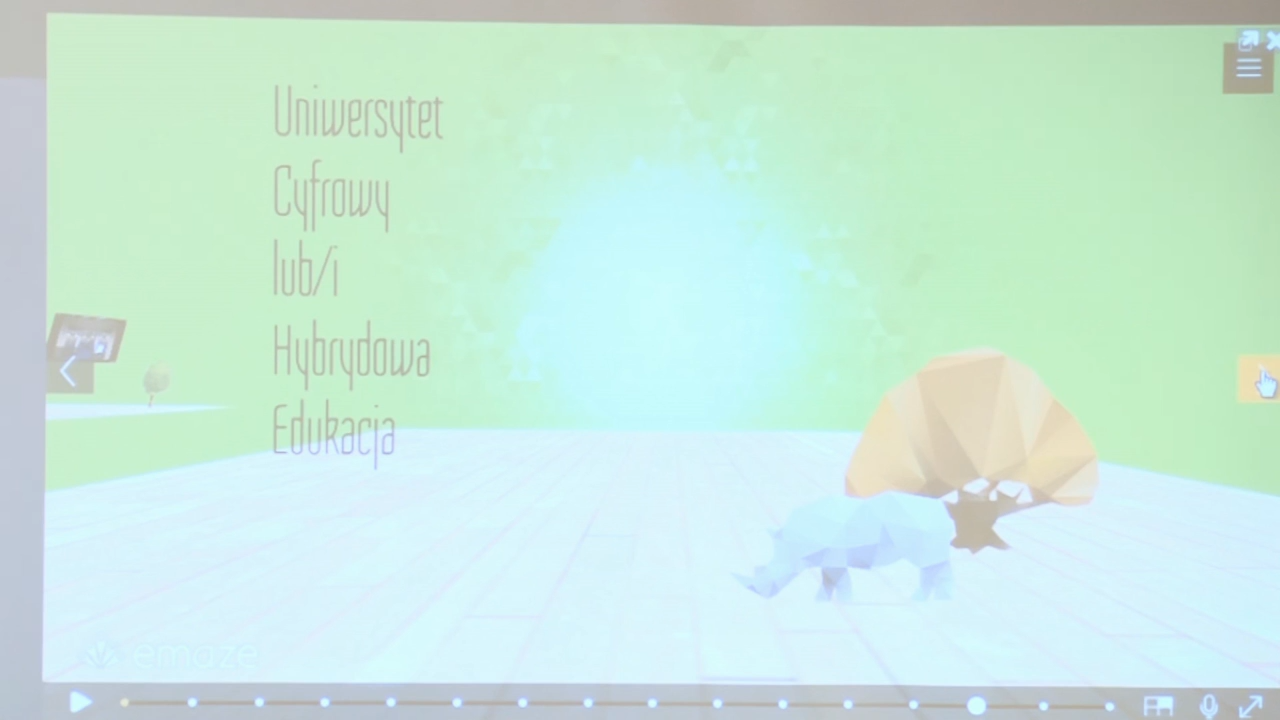 Uniwersytet
Cyfrowy
lub/i
Hybrydowa
Edukacja
emaze